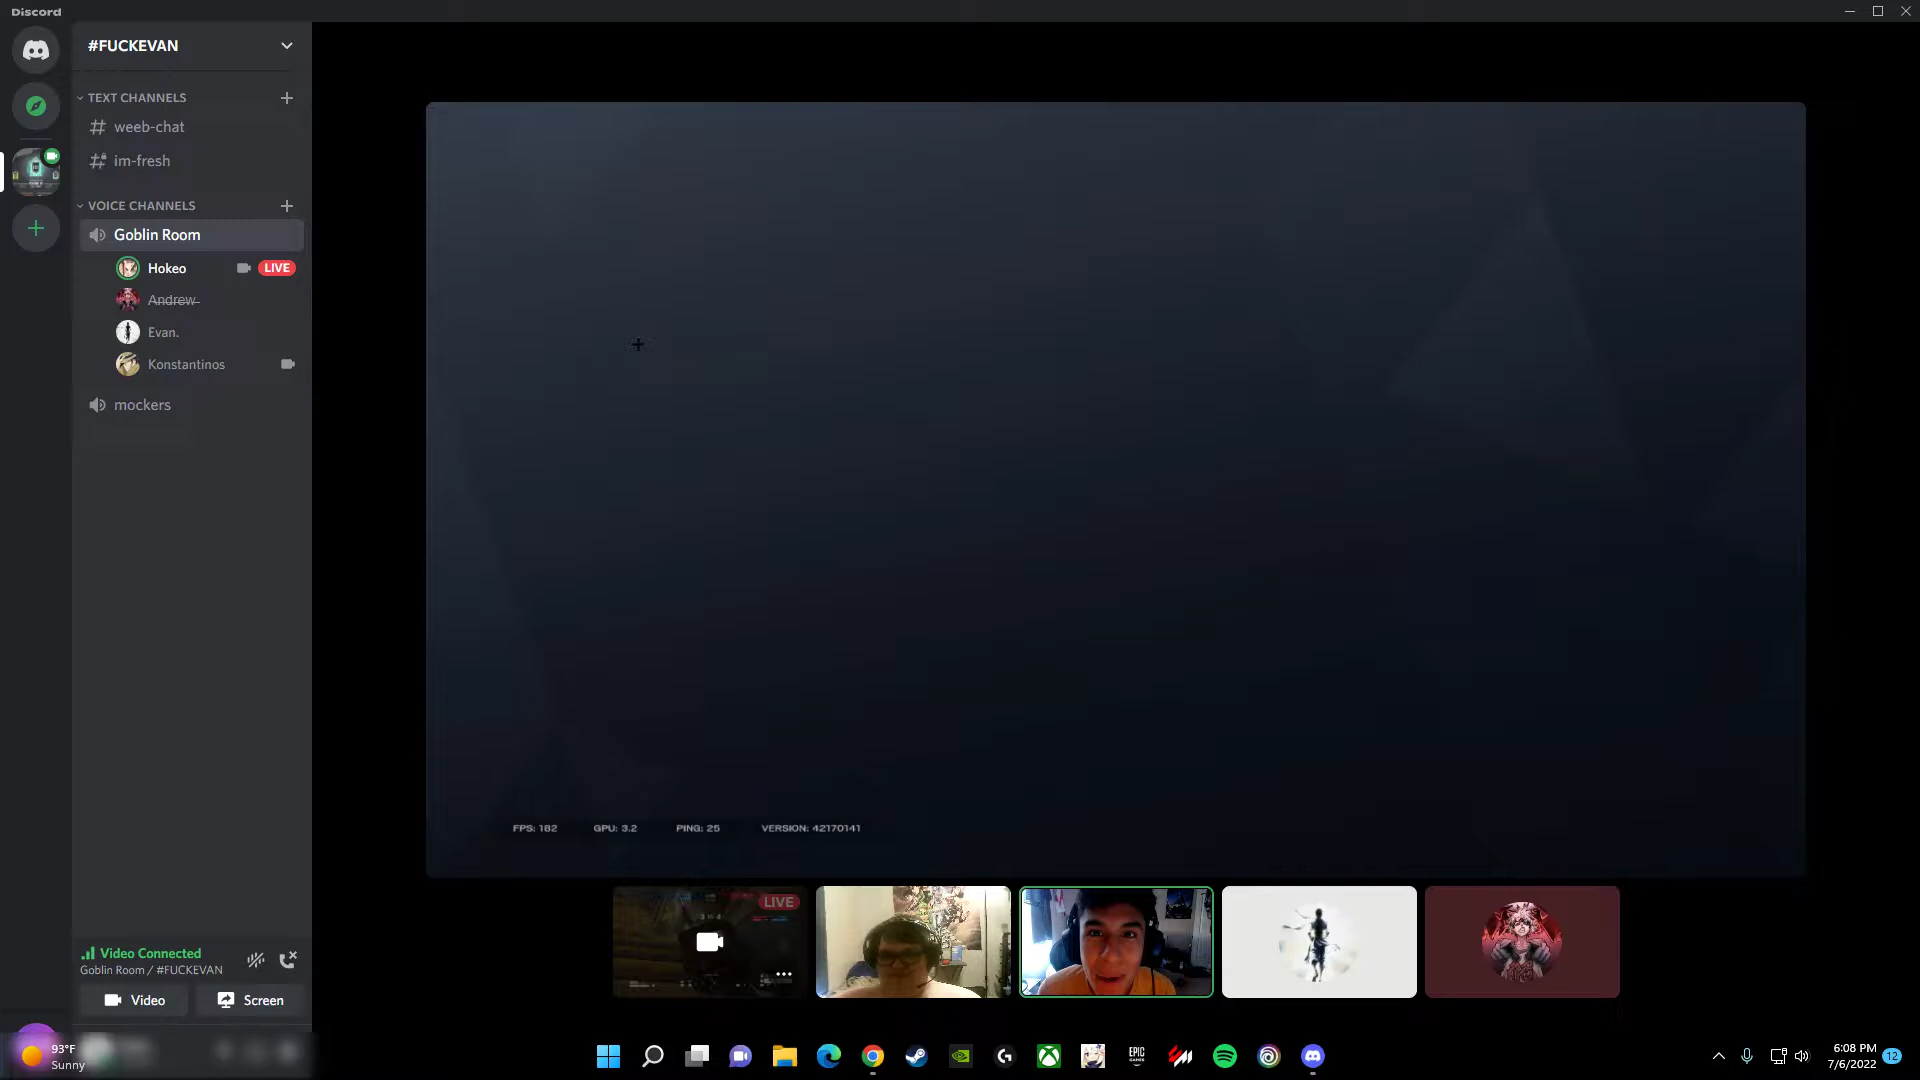 Discord
#FUCKEVAN
TEXT CHANNELS
weeb-chat
im-fresh
VOICE CHANNELS
Goblin Room
Hokeo LIVE
Andrew-
Evan.
Konstantinos
mockers
FPS: 182 GPU: 3.2 PING: 25 VERSION: 42170141
LIVE
Video Connected
Goblin Room / #FUCKEVAN
Video Screen
93°F
Sunny
EPIC
GAMES
6:08 PM
7/6/2022
12